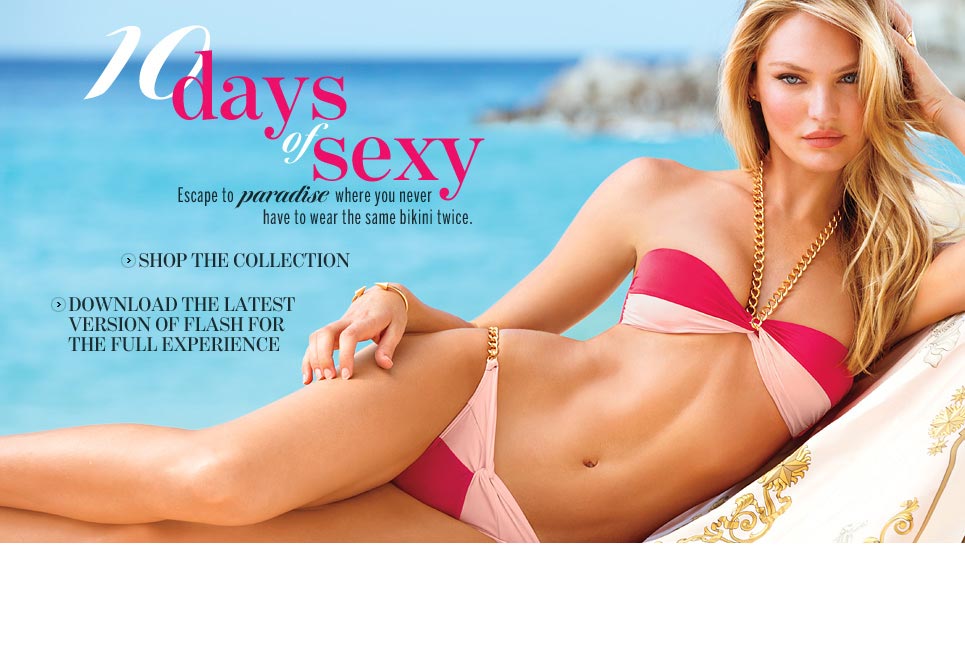 10
days
of
sexy
Escape to paradise where you never
have to wear the same bikini twice.
SHOP THE COLLECTION
DOWNLOAD THE LATEST
VERSION OF FLASH FOR
THE FULL EXPERIENCE